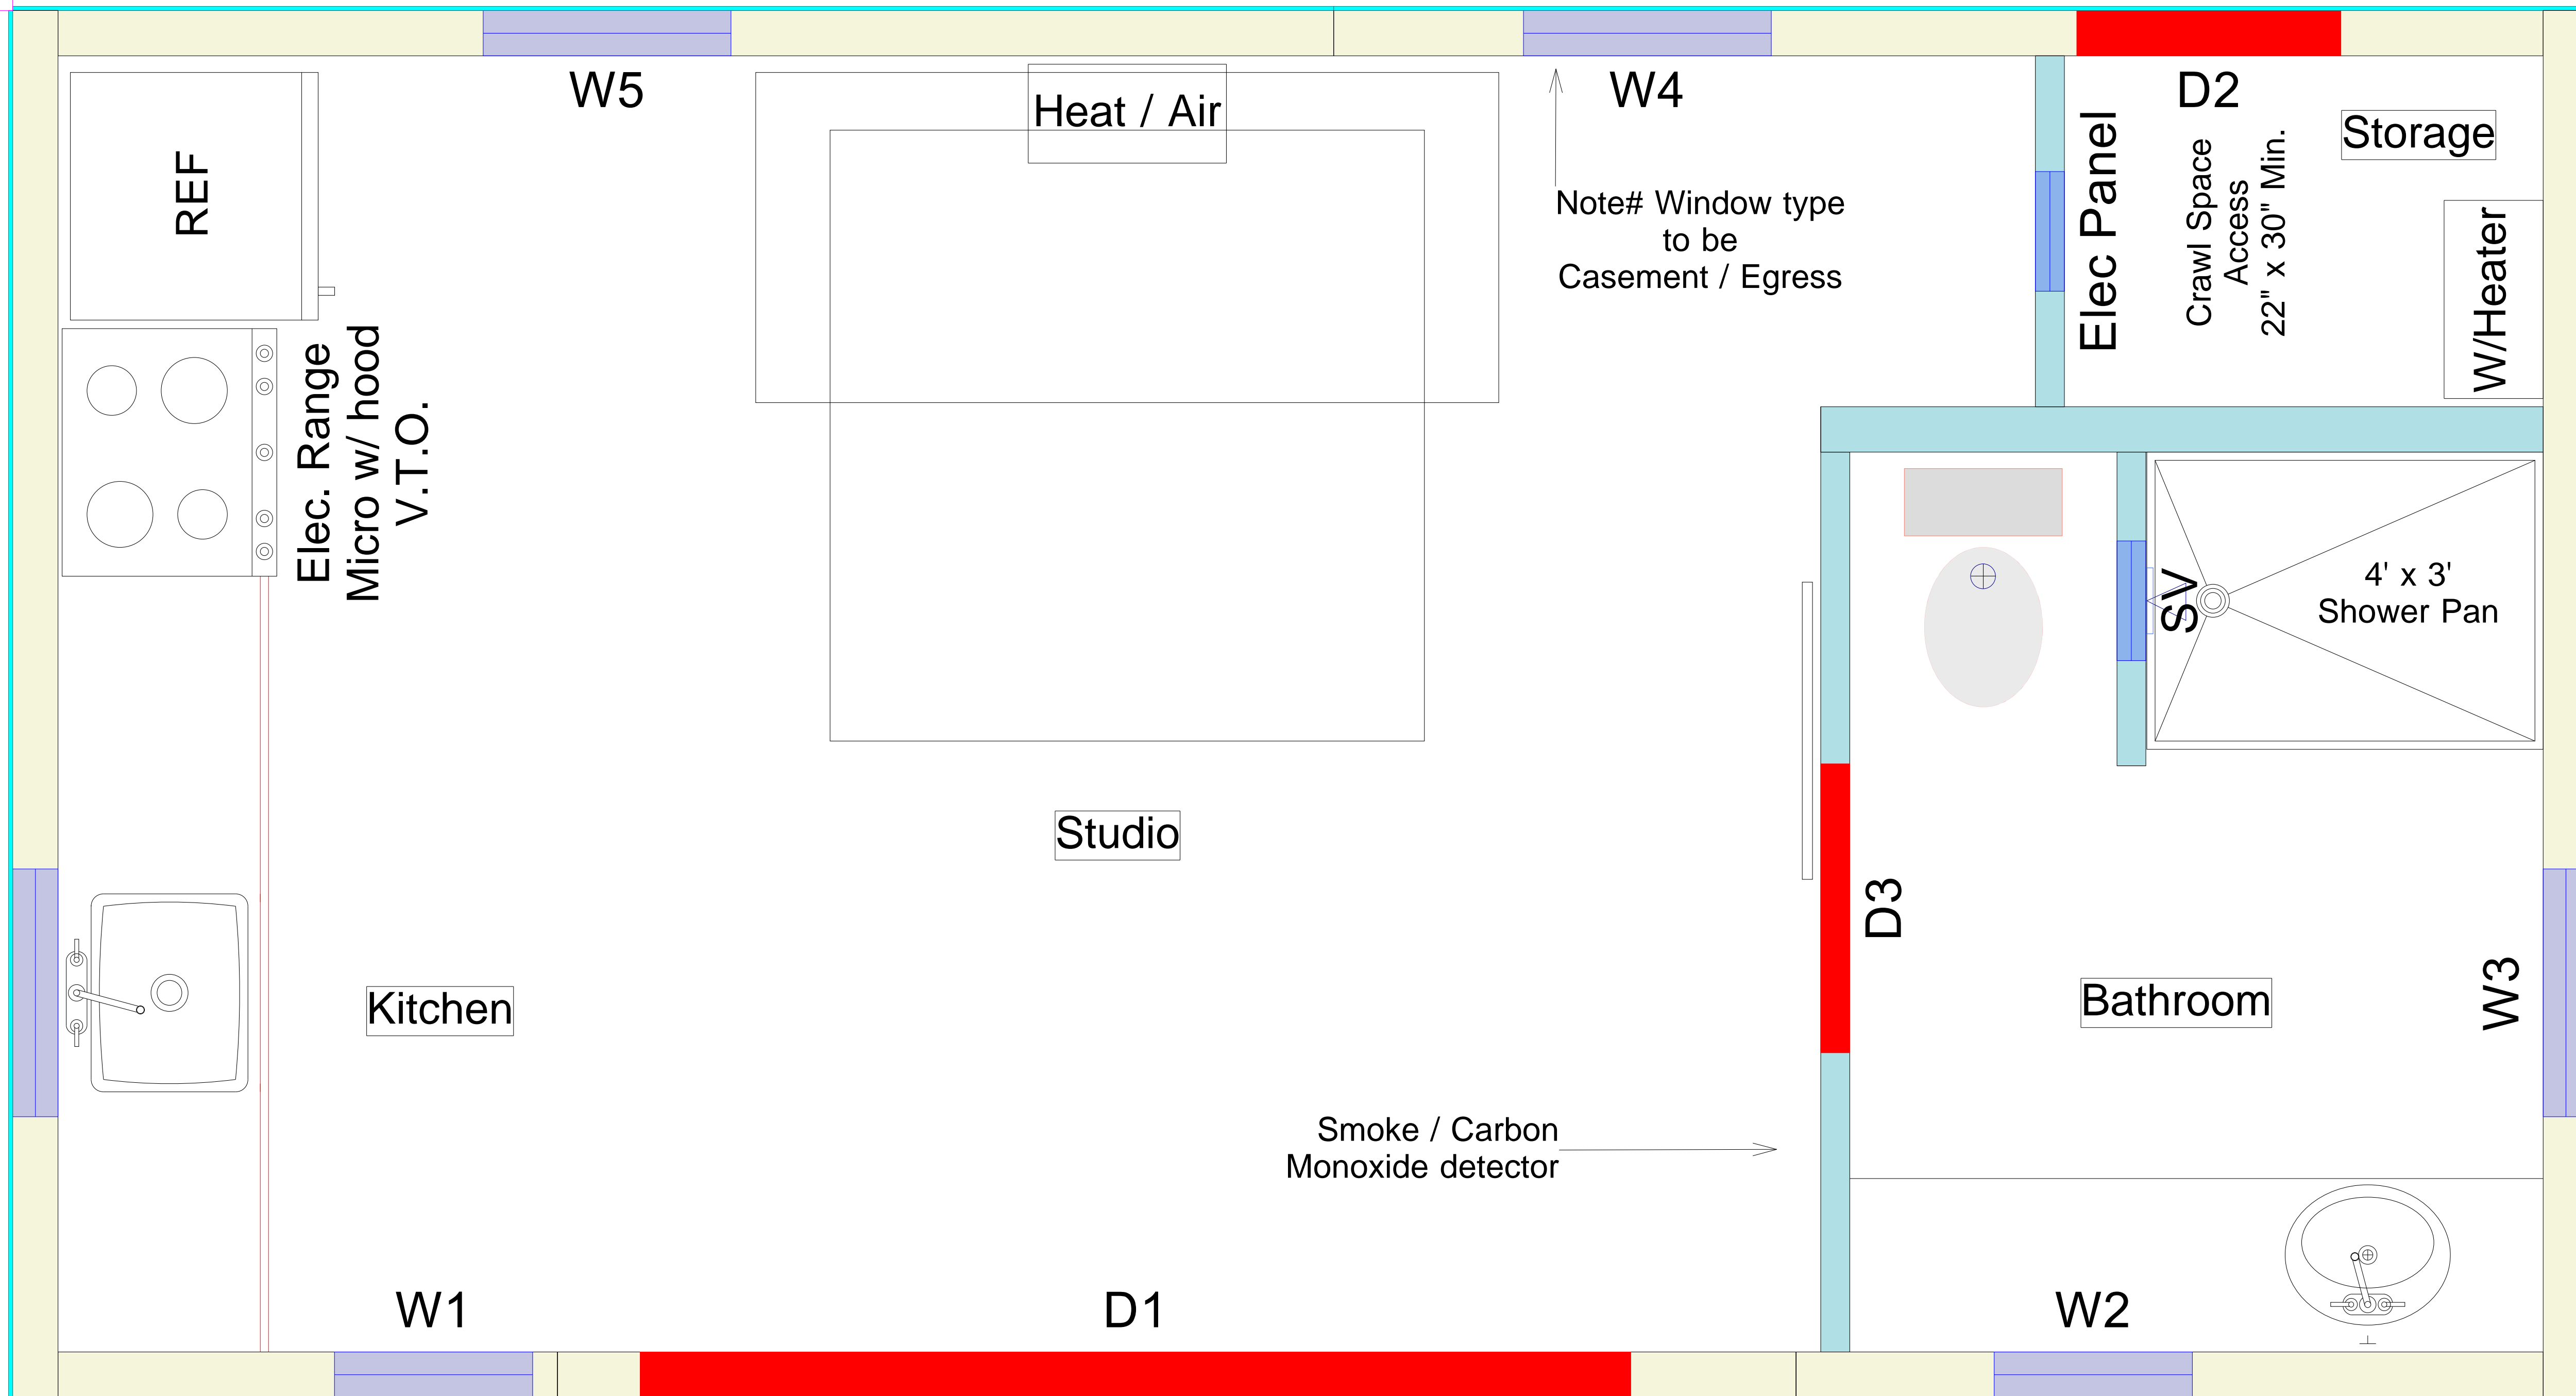 W5
Heat / Air
W4
D2
REF
Storage
Elec Panel
Crawl Space
Access
22" x 30" Min.
Note# Window type
to be
Casement / Egress
W/Heater
Elec. Range
Micro w/ hood
V.T.O.
SV
4' x 3'
Shower Pan
Studio
D3
Kitchen
Bathroom
W3
Smoke / Carbon
Monoxide detector
W1
D1
W2